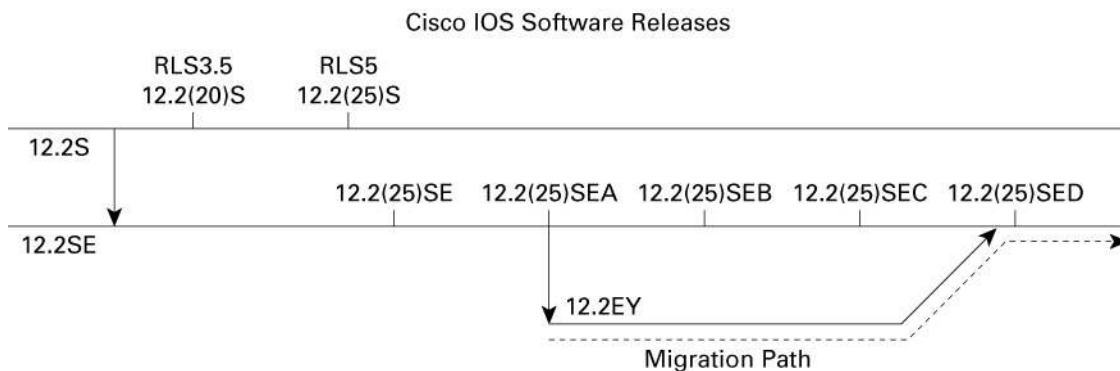 Cisco IOS Software Releases
RLS3.5 RLS5
12.2(20)S 12.2(25)S
12.2S
12.2(25)SE 12.2(25)SEA 12.2(25)SEB 12.2(25)SEC 12.2(25)SED
12.2SE
12.2EY
Migration Path